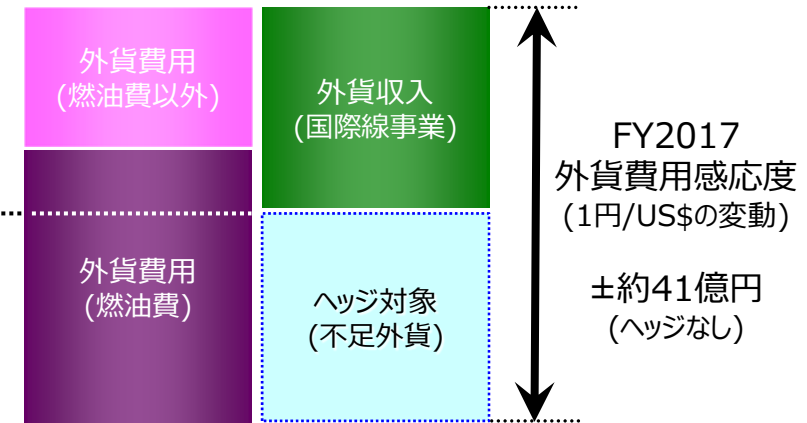 外貨費用
(燃油費以外)
外貨収入
(国際線事業)
外貨費用
(燃油費)
ヘッジ対象
(不足外貨)
FY2017
外貨費用感応度
(1円/US$の変動)
±約41億円
(ヘッジなし)